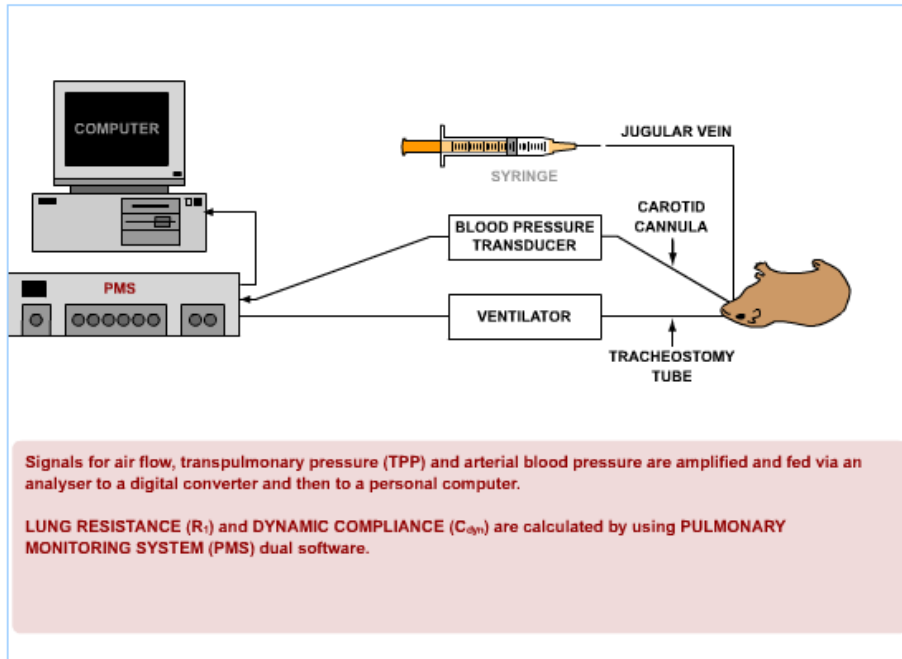 COMPUTER
JUGULAR VEIN
SYRINGE
CAROTID
CANNULA
BLOOD PRESSURE
TRANSDUCER
PMS
VENTILATOR
TRACHEOSTOMY
TUBE
Signals for air flow, transpulmonary pressure (TPP) and arterial blood pressure are amplified and fed via an
analyser to a digital converter and then to a personal computer.
LUNG RESISTANCE (R₁) and DYNAMIC COMPLIANCE (Cdyn) are calculated by using PULMONARY
MONITORING SYSTEM (PMS) dual software.